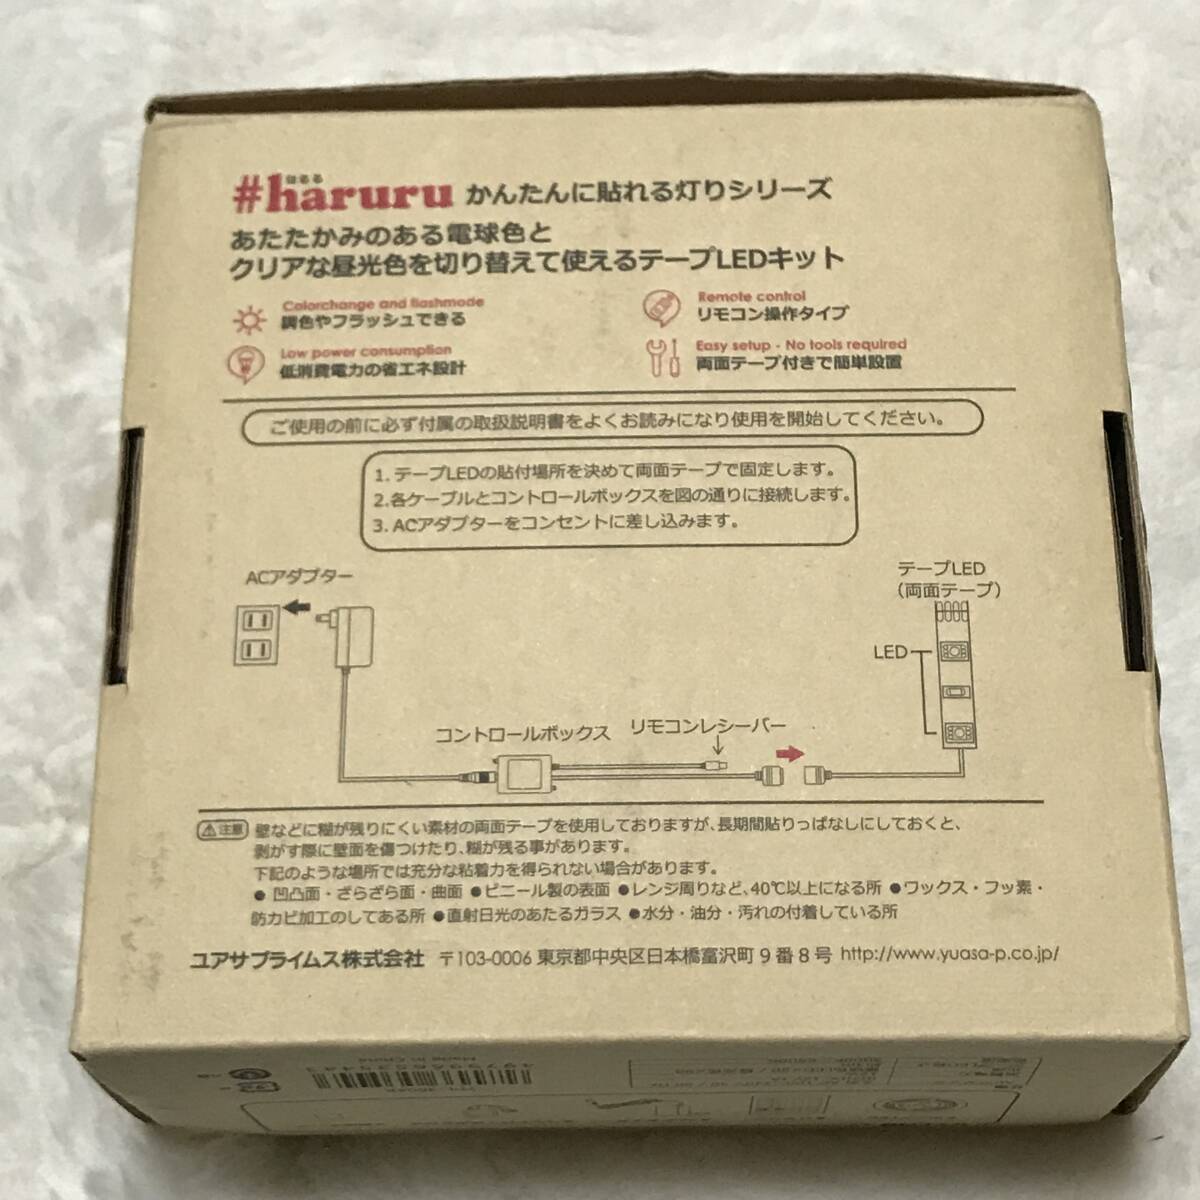 はるる
#haruru かんたんに貼れる灯りシリーズ
あたたかみのある電球色と
クリアな昼光色を切り替えて使えるテープLEDキット
Colorchange and flashmode
調色やフラッシュできる
Remote control
リモコン操作タイプ
Low power consumption
低消費電力の省エネ設計
Easy setup - No tools required
両面テープ付きで簡単設置
ご使用の前に必ず付属の取扱説明書をよくお読みになり使用を開始してください。
1. テープLEDの貼付場所を決めて両面テープで固定します。
2.各ケーブルとコントロールボックスを図の通りに接続します。
3. ACアダプターをコンセントに差し込みます。
ACアダプター
テープLED
（両面テープ）
LED
コントロールボックス
リモコンレシーバー
注意 壁などに糊が残りにくい素材の両面テープを使用しておりますが、長期間貼りっぱなしにしておくと、
剥がす際に壁面を傷つけたり、糊が残る事があります。
下記のような場所では充分な粘着力を得られない場合があります。
● 凹凸面・ざらざら面・曲面 ●ビニール製の表面 ●レンジ周りなど、40℃以上になる所 ●ワックス・フッ素・
防カビ加工のしてある所 ●直射日光のあたるガラス ●水分・油分・汚れの付着している所
ユアサプライムス株式会社 〒103-0006 東京都中央区日本橋富沢町 9 番 8 号 http://www.yuasa-p.co.jp/
Made in China